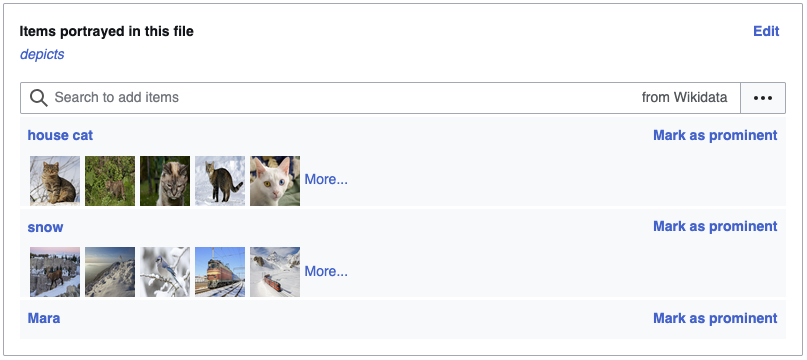 Items portrayed in this file Edit
depicts
Search to add items from Wikidata
house cat Mark as prominent
More...
snow Mark as prominent
More...
Mara Mark as prominent